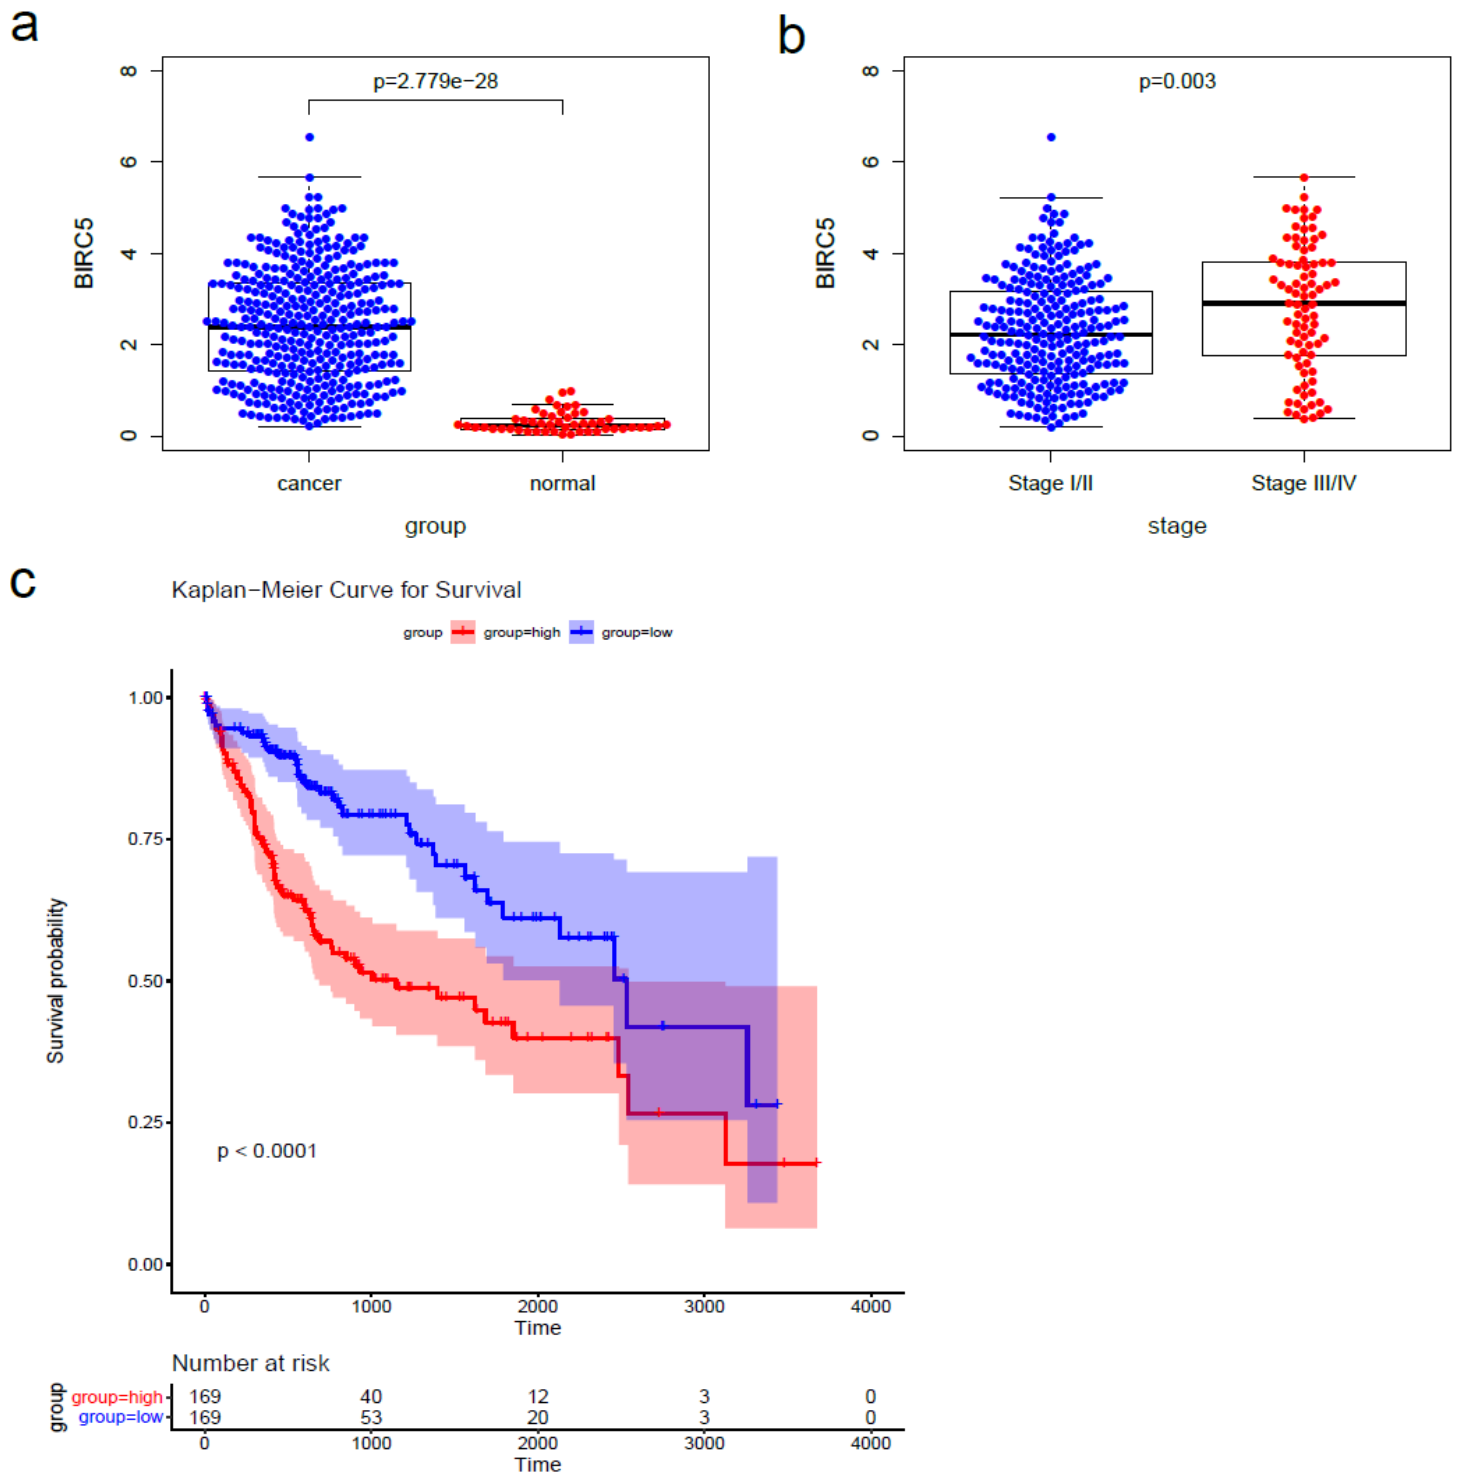 a
p=2.779e−28
8
6
4
2
0
BIRC5
cancer
normal
group
b
p=0.003
8
6
4
2
0
BIRC5
Stage I/II
Stage III/IV
stage
c
Kaplan−Meier Curve for Survival
group group=high group=low
1.00
0.75
0.50
0.25
0.00
Survival probability
p < 0.0001
0 1000 2000 3000 4000
Time
Number at risk
group
group=high 169 40 12 3 0
group=low 169 53 20 3 0
0 1000 2000 3000 4000
Time